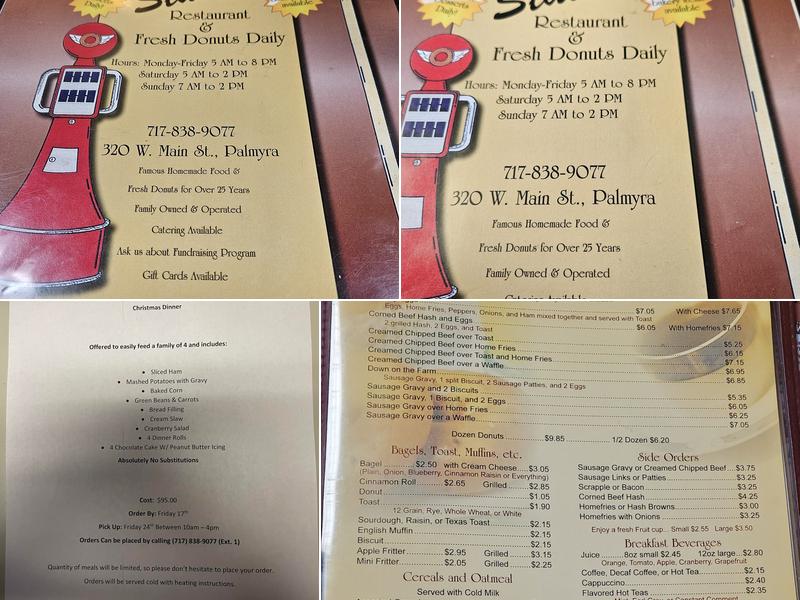 Daily!
available
Restaurant
&
Fresh Donuts Daily
Hours: Monday-Friday 5 AM to 8 PM
Saturday 5 AM to 2 PM
Sunday 7 AM to 2 PM
717-838-9077
320 W. Main St., Palmyra
Famous Homemade Food &
Fresh Donuts for Over 25 Years
Family Owned & Operated
Catering Available
Ask us about Fundraising Program
Gift Cards Available
Daily!
available
Restaurant
&
Fresh Donuts Daily
Hours: Monday-Friday 5 AM to 8 PM
Saturday 5 AM to 2 PM
Sunday 7 AM to 2 PM
717-838-9077
320 W. Main St., Palmyra
Famous Homemade Food &
Fresh Donuts for Over 25 Years
Family Owned & Operated
Catering Available
Christmas Dinner
Offered to easily feed a family of 4 and includes:
• Sliced Ham
• Mashed Potatoes with Gravy
• Baked Corn
• Green Beans & Carrots
• Bread Filling
• Cream Slaw
• Cranberry Salad
• 4 Dinner Rolls
• 4 Chocolate Cake W/ Peanut Butter Icing
Absolutely No Substitutions
Cost: $95.00
Order By: Friday 17th
Pick Up: Friday 24th Between 10am – 4pm
Orders Can be placed by calling (717) 838-9077 (Ext. 1)
Quantity of meals will be limited, so please don't hesitate to place your order.
Orders will be served cold with heating instructions.
$7.05 With Cheese $7.65
Eggs, Home Fries, Peppers, Onions, and Ham mixed together and served with Toast
Corned Beef Hash and Eggs $6.05 With Homefries $7.15
2 grilled Hash, 2 Eggs, and Toast
Creamed Chipped Beef over Toast $5.25
Creamed Chipped Beef over Home Fries $6.15
Creamed Chipped Beef over Toast and Home Fries $7.15
Creamed Chipped Beef over a Waffle $6.95
Down on the Farm $6.85
Sausage Gravy, 1 split Biscuit, 2 Sausage Patties, and 2 Eggs
Sausage Gravy and 2 Biscuits $5.35
Sausage Gravy, 1 Biscuit, and 2 Eggs $6.05
Sausage Gravy over Home Fries $6.25
Sausage Gravy over a Waffle $7.05
Dozen Donuts $9.85 1/2 Dozen $6.20
Bagels, Toast, Muffins, etc.
Bagel $2.50 with Cream Cheese $3.05
(Plain, Onion, Blueberry, Cinnamon Raisin or Everything)
Cinnamon Roll $2.65 Grilled $2.85
Donut $1.05
Toast $1.90
12 Grain, Rye, Whole Wheat, or White
Sourdough, Raisin, or Texas Toast $2.15
English Muffin $2.15
Biscuit $2.15
Apple Fritter $2.95 Grilled $3.15
Mini Fritter $2.05 Grilled $2.25
Cereals and Oatmeal
Served with Cold Milk
Side Orders
Sausage Gravy or Creamed Chipped Beef $3.75
Sausage Links or Patties $3.25
Scrapple or Bacon $3.25
Corned Beef Hash $4.25
Homefries or Hash Browns $3.00
Homefries with Onions $3.25
Enjoy a fresh Fruit cup... Small $2.55 Large $3.50
Breakfast Beverages
Juice 8oz small $2.45 12oz large $2.80
Orange, Tomato, Apple, Cranberry, Grapefruit
Coffee, Decaf Coffee, or Hot Tea $2.15
Cappuccino $2.40
Flavored Hot Teas $2.35